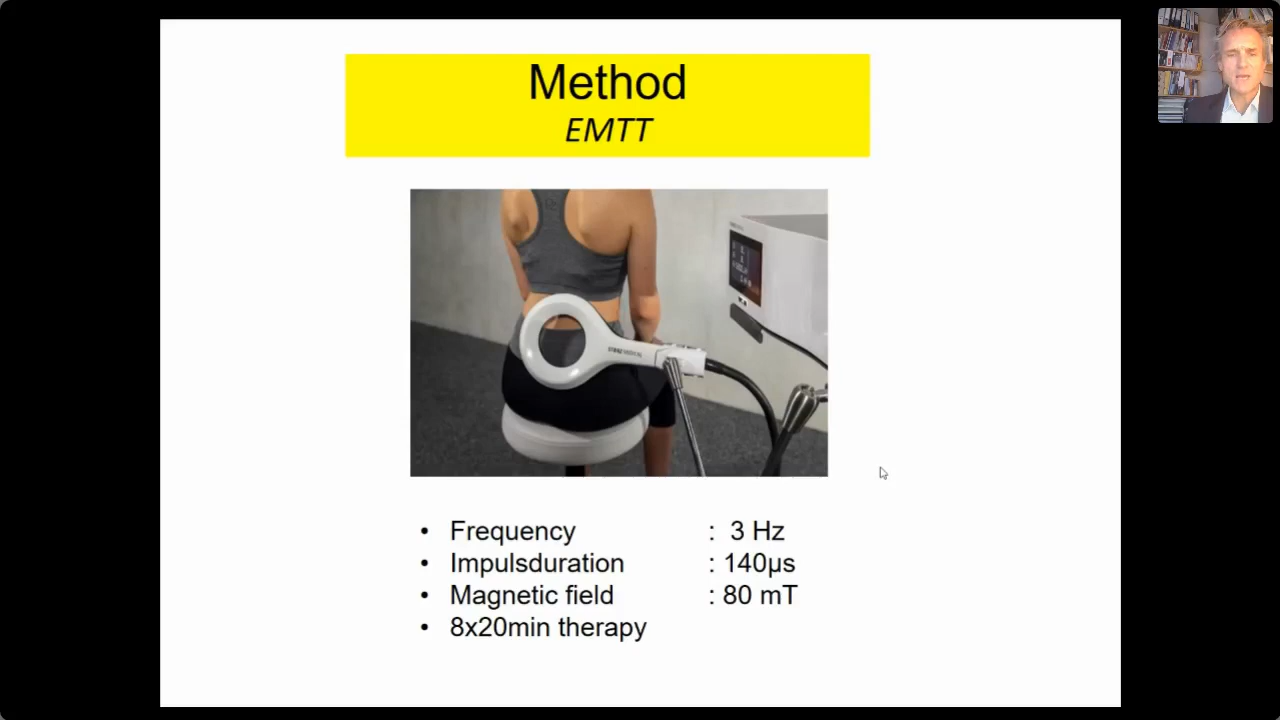 Method
EMTT
• Frequency : 3 Hz
• Impulsduration : 140µs
• Magnetic field : 80 mT
• 8x20min therapy